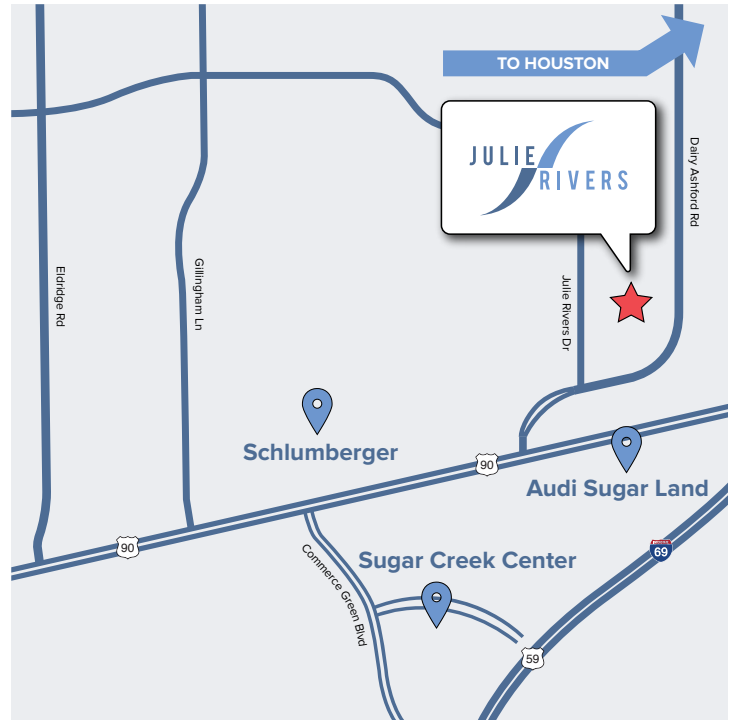 TO HOUSTON
JULIE
RIVERS
Dairy Ashford Rd
Eldridge Rd
Gillingham Ln
Julie Rivers Dr
Schlumberger
90
Audi Sugar Land
90
Commerce Green Blvd
Sugar Creek Center
69
59